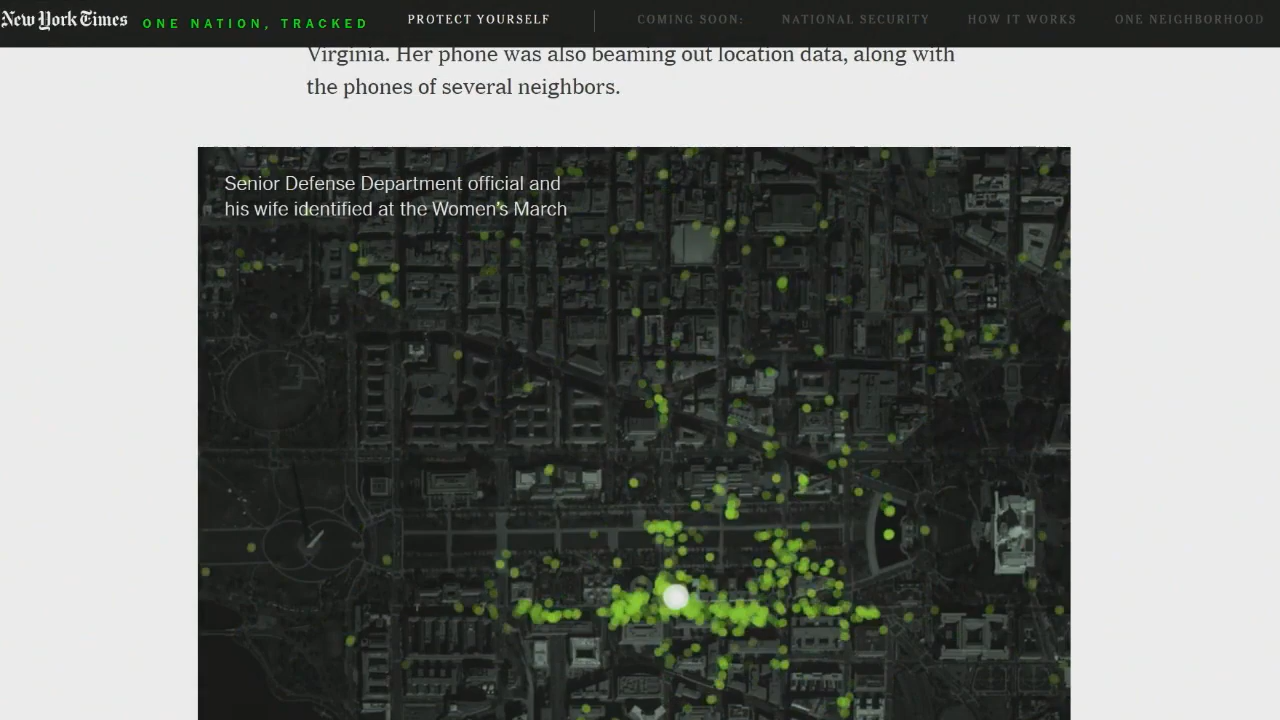 New York Times
ONE NATION, TRACKED
PROTECT YOURSELF
COMING SOON:
NATIONAL SECURITY
HOW IT WORKS
ONE NEIGHBORHOOD
Virginia. Her phone was also beaming out location data, along with
the phones of several neighbors.
Senior Defense Department official and
his wife identified at the Women's March